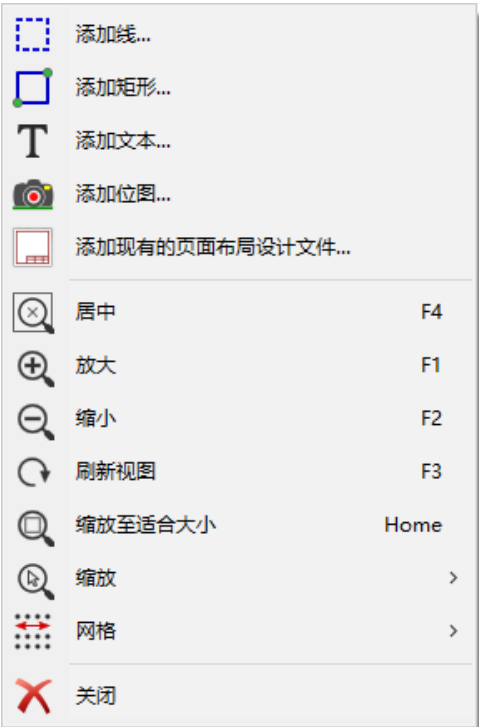 添加线...
添加矩形...
添加文本...
添加位图...
添加现有的页面布局设计文件...
居中 F4
放大 F1
缩小 F2
刷新视图 F3
缩放至适合大小 Home
缩放
网格
关闭